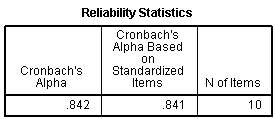 Reliability Statistics
Cronbach's Alpha
Cronbach's Alpha Based on Standardized Items
N of Items
.842 .841 10